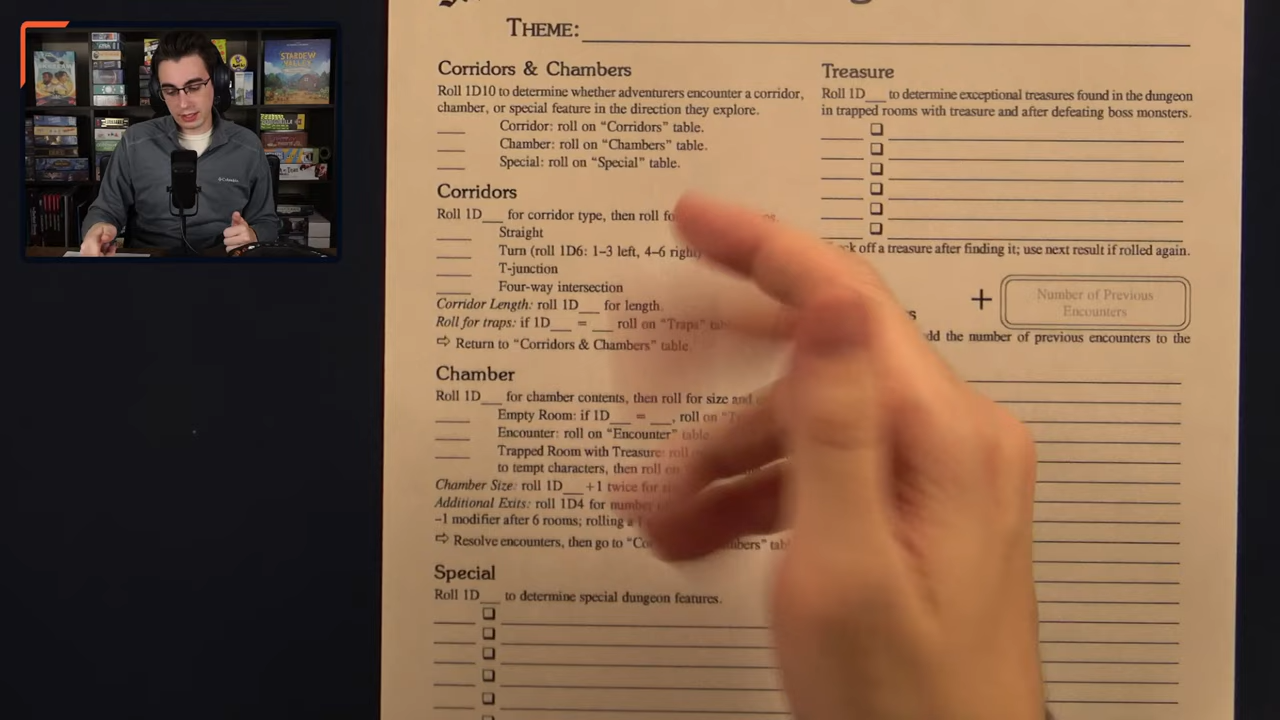 THEME:
Corridors & Chambers
Roll 1D10 to determine whether adventurers encounter a corridor,
chamber, or special feature in the direction they explore.
Corridor: roll on “Corridors” table.
Chamber: roll on “Chambers” table.
Special: roll on “Special” table.
Corridors
Roll 1D___ for corridor type, then roll
Straight
Turn (roll 1D6: 1–3 left, 4–6 right)
T-junction
Four-way intersection
Corridor Length: roll 1D___ for length.
Roll for traps: if 1D___ = ___ roll on “Traps”
⇨ Return to “Corridors & Chambers” table.
Chamber
Roll 1D___ for chamber contents, then roll for size and
Empty Room: if 1D___ = ___, roll on
Encounter: roll on “Encounter” table.
Trapped Room with Treasure: roll
to tempt characters, then roll on
Chamber Size: roll 1D___ +1 twice for
Additional Exits: roll 1D4 for number
–1 modifier after 6 rooms; rolling a
⇨ Resolve encounters, then go to
Special
Roll 1D___ to determine special dungeon features.
Treasure
Roll 1D___ to determine exceptional treasures found in the dungeon
in trapped rooms with treasure and after defeating boss monsters.
off a treasure after finding it; use next result if rolled again.
+ Number of Previous
Encounters
add the number of previous encounters to the
STARDEW VALLEY
Columbia